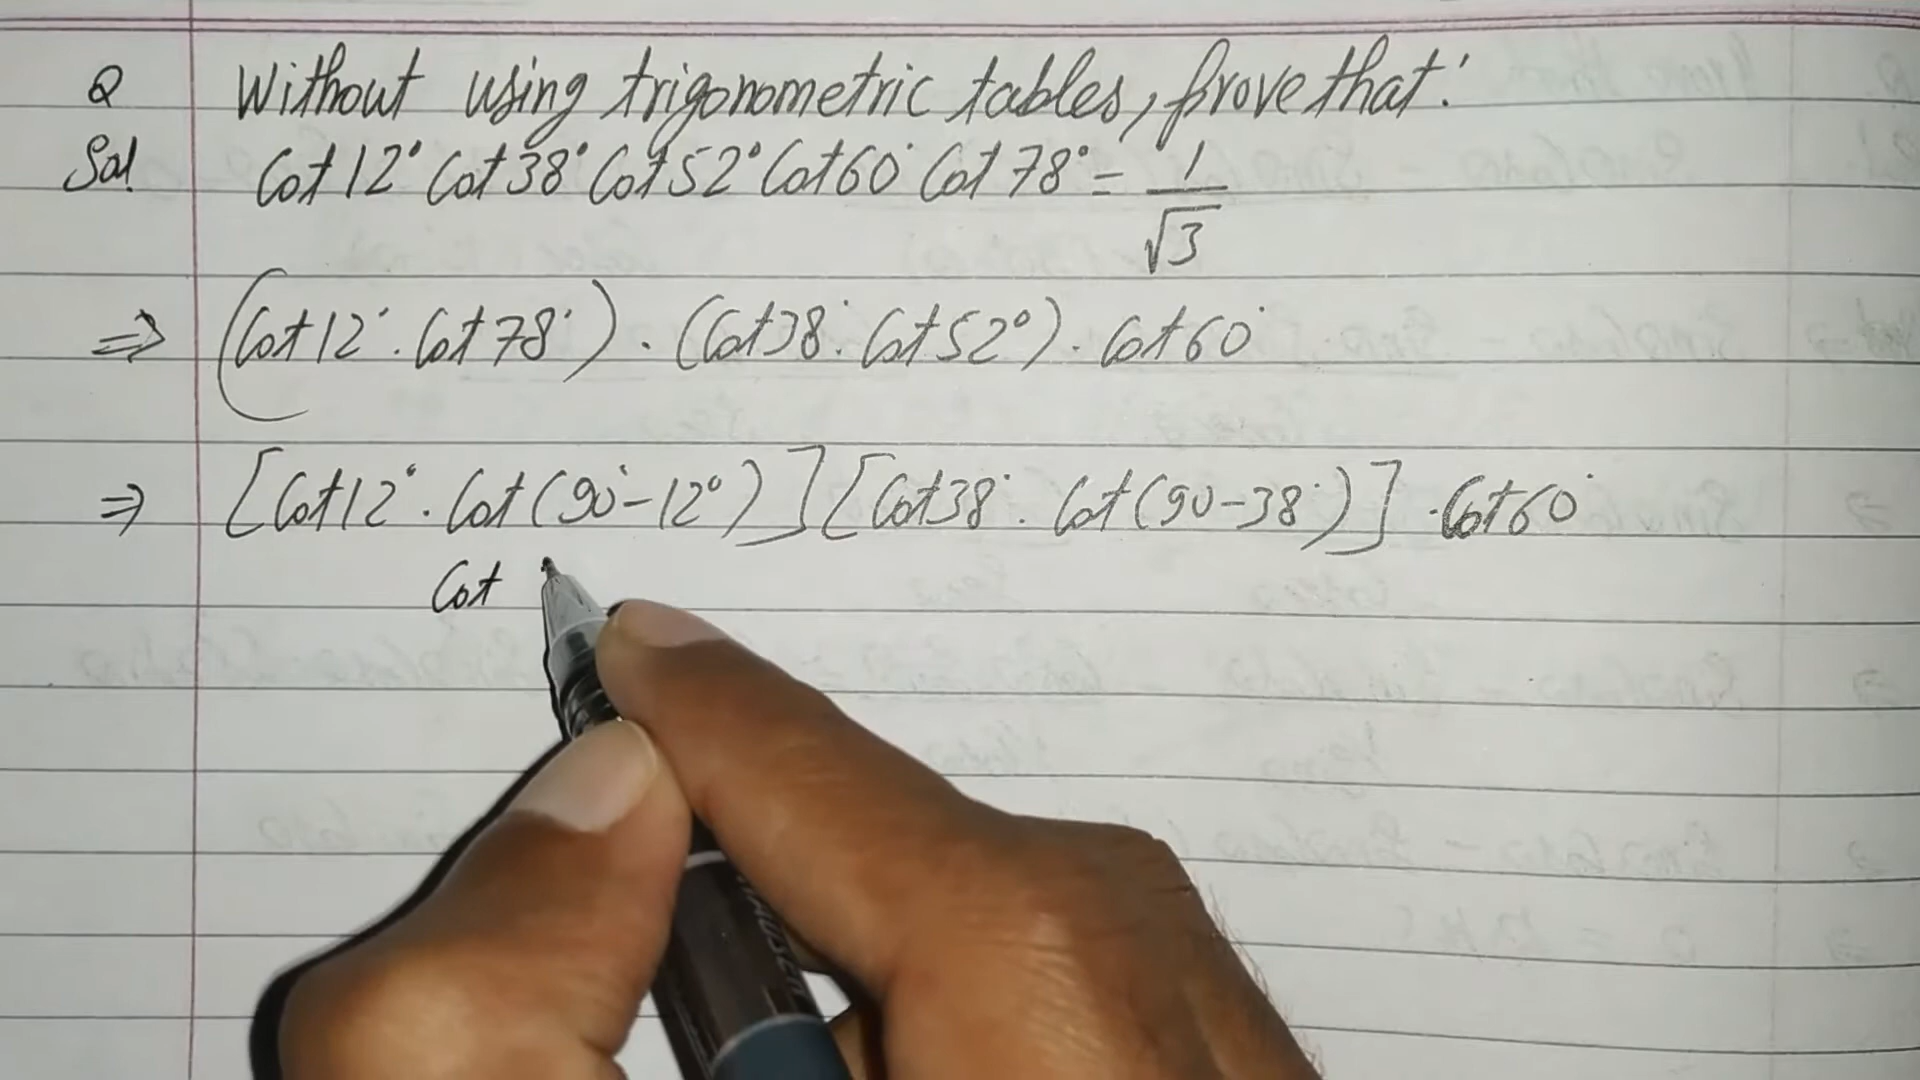 Q Without using trigonometric tables, prove that:
Sol Cot 12° Cot 38° Cot 52° Cot 60° Cot 78° = 1/√3
⇒ (Cot 12° . Cot 78°) . (Cot 38° . Cot 52°) . Cot 60°
⇒ [Cot 12° . Cot (90° - 12°)] [Cot 38° . Cot (90 - 38°)] . Cot 60°
Cot